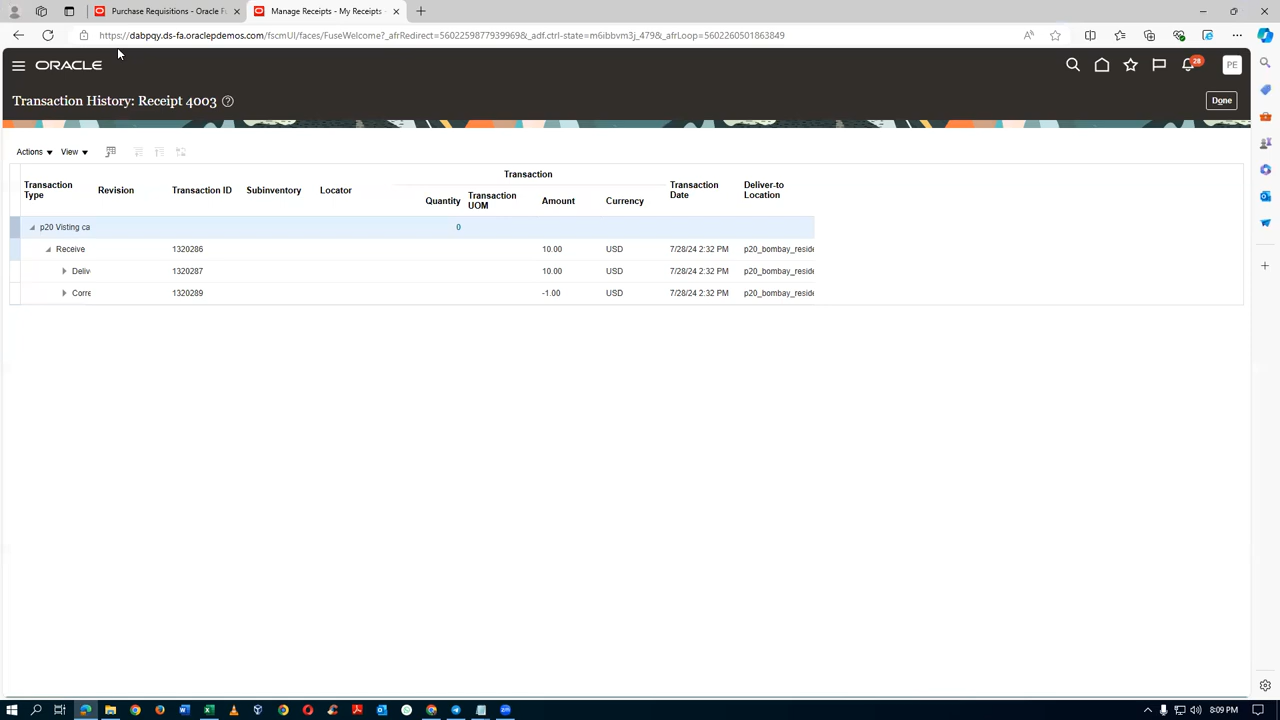 Purchase Requisitions - Oracle F
Manage Receipts - My Receipts -
https://dabpqy.ds-fa.oraclepdemos.com/fscmUI/faces/FuseWelcome?_afrRedirect=5602259877939969&_adf.ctrl-state=m6ibbvm3j_479&_afrLoop=5602260501863849
ORACLE
28
PE
Transaction History: Receipt 4003
Done
Actions
View
Transaction Type
Revision
Transaction ID
Subinventory
Locator
Transaction
Quantity
Transaction UOM
Amount
Currency
Transaction Date
Deliver-to Location
p20 Visting ca 0
Receive 1320286 10.00 USD 7/28/24 2:32 PM p20_bombay_reside
Deliv 1320287 10.00 USD 7/28/24 2:32 PM p20_bombay_reside
Corre 1320289 -1.00 USD 7/28/24 2:32 PM p20_bombay_reside
8:09 PM